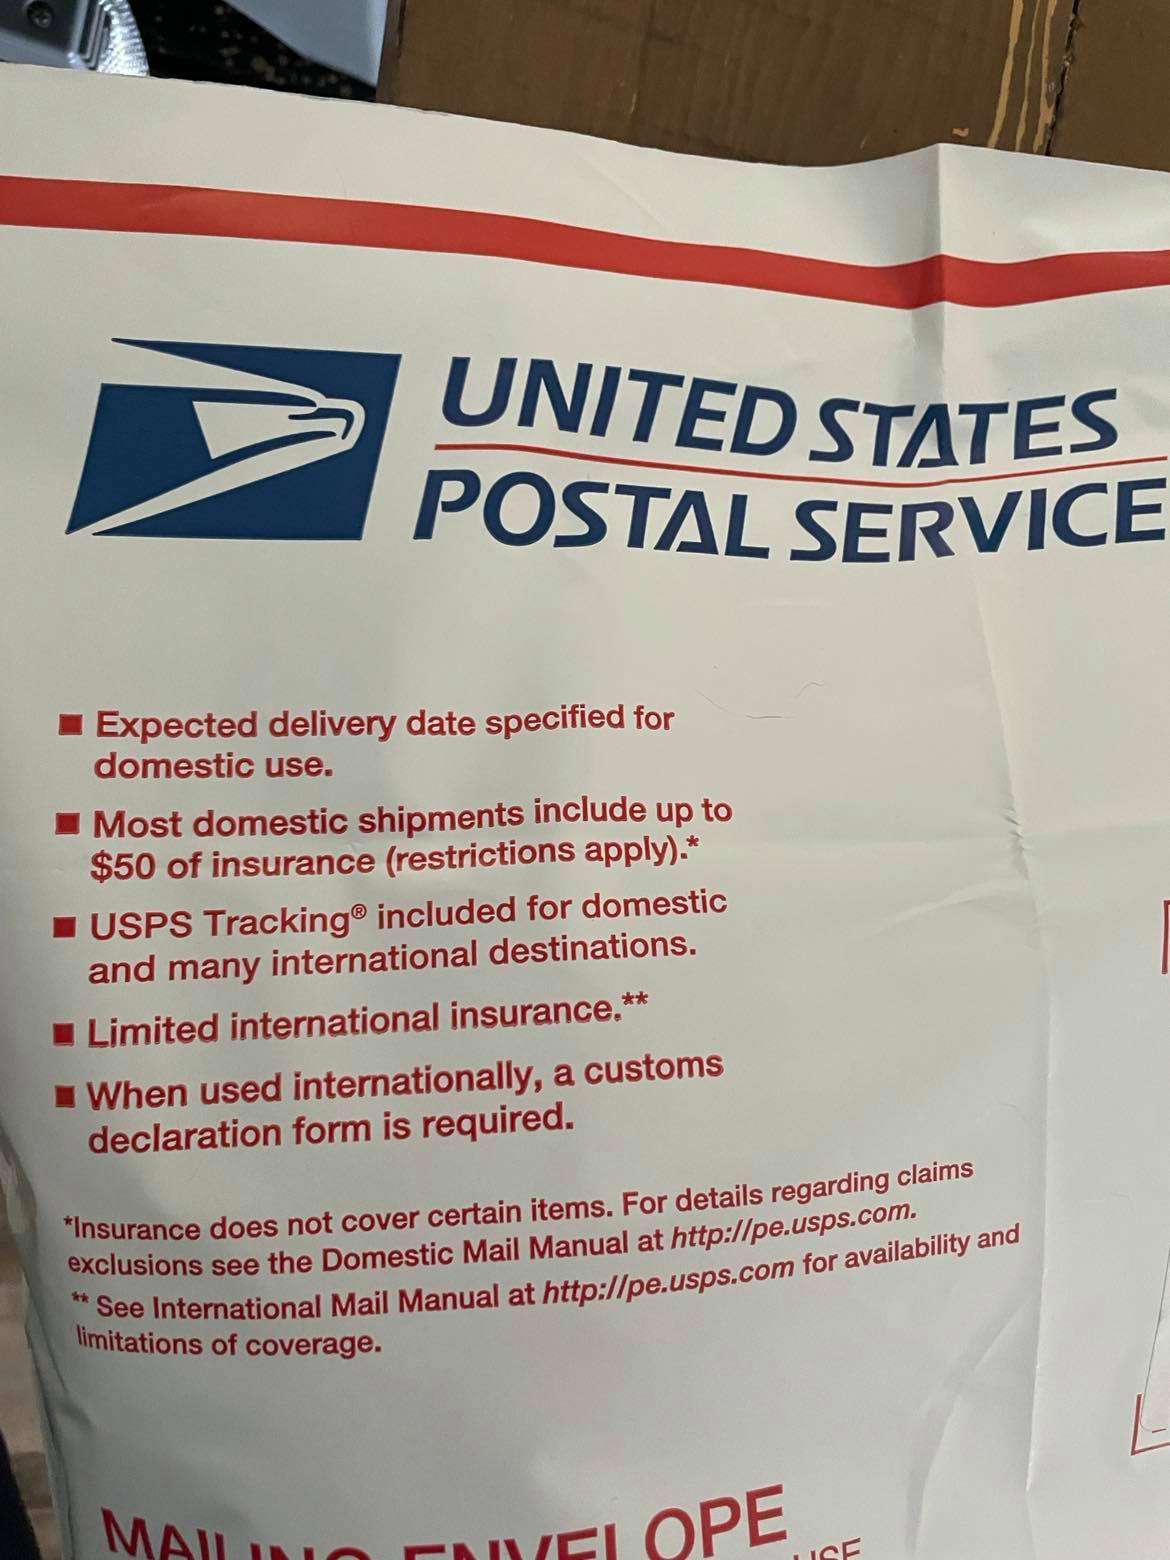 UNITED STATES
POSTAL SERVICE
■ Expected delivery date specified for
domestic use.
■ Most domestic shipments include up to
$50 of insurance (restrictions apply).*
■ USPS Tracking® included for domestic
and many international destinations.
■ Limited international insurance.**
■ When used internationally, a customs
declaration form is required.
*Insurance does not cover certain items. For details regarding claims
exclusions see the Domestic Mail Manual at http://pe.usps.com.
** See International Mail Manual at http://pe.usps.com for availability and
limitations of coverage.
MAILING ENVELOPE
USE